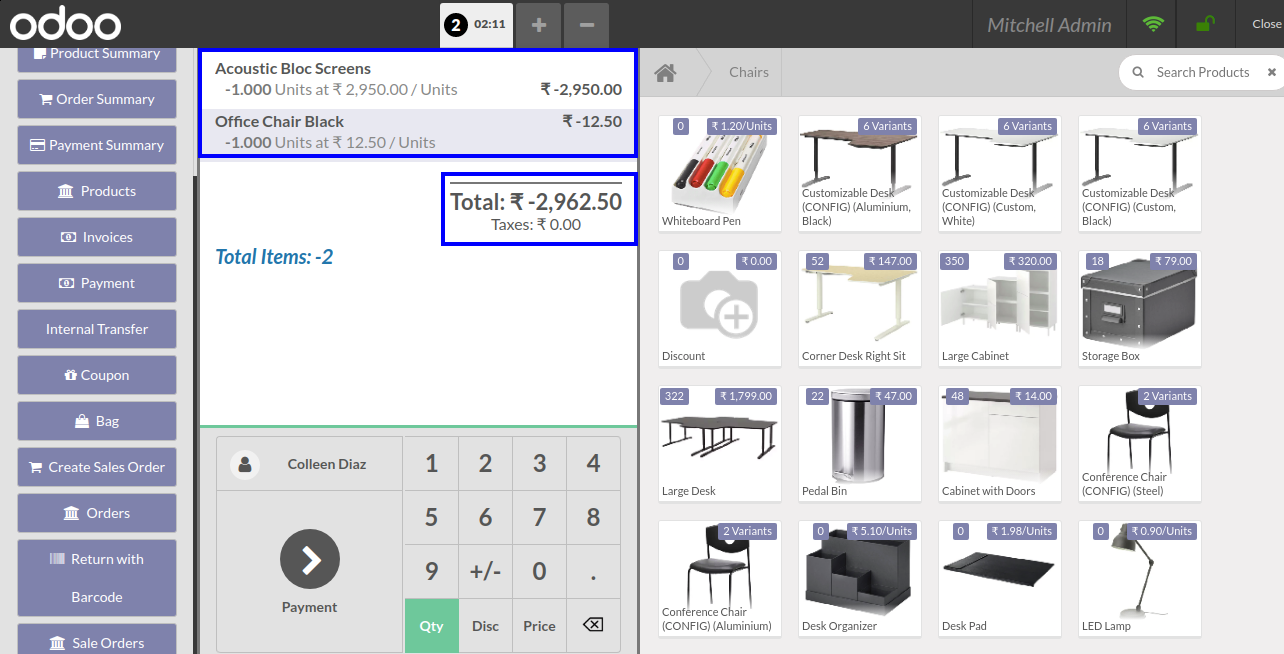 odoo
2 02:11
+
−
Mitchell Admin
Close
Product Summary
Order Summary
Payment Summary
Products
Invoices
Payment
Internal Transfer
Coupon
Bag
Create Sales Order
Orders
Return with
Barcode
Sale Orders
Acoustic Bloc Screens
-1.000 Units at ₹ 2,950.00 / Units ₹ -2,950.00
Office Chair Black ₹ -12.50
-1.000 Units at ₹ 12.50 / Units
Total: ₹ -2,962.50
Taxes: ₹ 0.00
Total Items: -2
Colleen Diaz
Payment
1 2 3 4
5 6 7 8
9 +/- 0 .
Qty Disc Price
Chairs
Search Products ×
0 ₹ 1.20/Units
Whiteboard Pen
6 Variants
Customizable Desk
(CONFIG) (Aluminium,
Black)
6 Variants
Customizable Desk
(CONFIG) (Custom,
White)
6 Variants
Customizable Desk
(CONFIG) (Custom,
Black)
0 ₹ 0.00
Discount
52 ₹ 147.00
Corner Desk Right Sit
350 ₹ 320.00
Large Cabinet
18 ₹ 79.00
Storage Box
322 ₹ 1,799.00
Large Desk
22 ₹ 47.00
Pedal Bin
48 ₹ 14.00
Cabinet with Doors
2 Variants
Conference Chair
(CONFIG) (Steel)
2 Variants
Conference Chair
(CONFIG) (Aluminium)
0 ₹ 5.10/Units
Desk Organizer
0 ₹ 1.98/Units
Desk Pad
0 ₹ 0.90/Units
LED Lamp